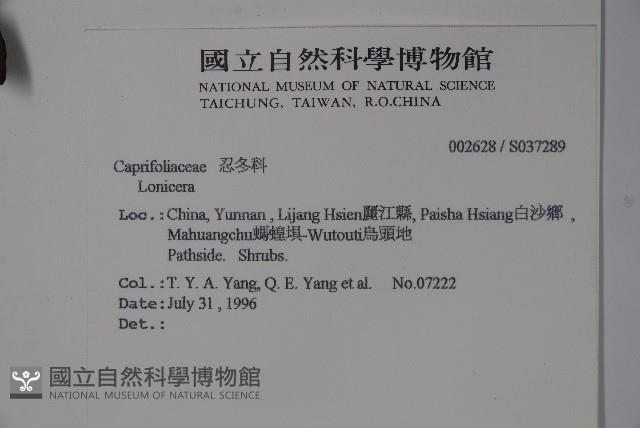 國立自然科學博物館
NATIONAL MUSEUM OF NATURAL SCIENCE
TAICHUNG, TAIWAN, R.O.CHINA
002628 / S037289
Caprifoliaceae 忍冬科
Lonicera
Loc.: China, Yunnan , Lijang Hsien麗江縣, Paisha Hsiang白沙鄉 ,
Mahuangchu螞蝗埧-Wutouti烏頭地
Pathside. Shrubs.
Col.: T. Y. A. Yang, Q. E. Yang et al. No.07222
Date: July 31 , 1996
Det.:
國立自然科學博物館
NATIONAL MUSEUM OF NATURAL SCIENCE